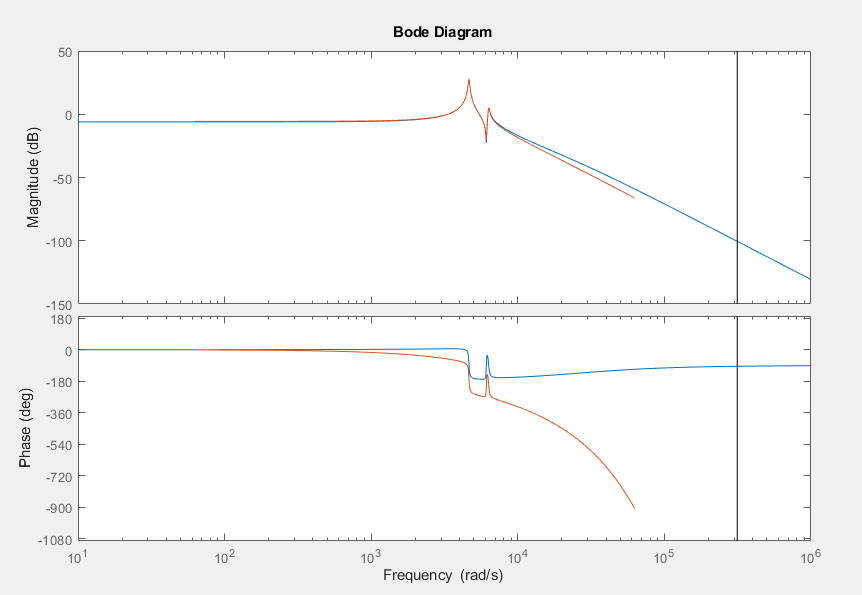 Bode Diagram
50
0
-50
-100
-150
Magnitude (dB)
180
0
-180
-360
-540
-720
-900
-1080
Phase (deg)
10^1 10^2 10^3 10^4 10^5 10^6
Frequency (rad/s)